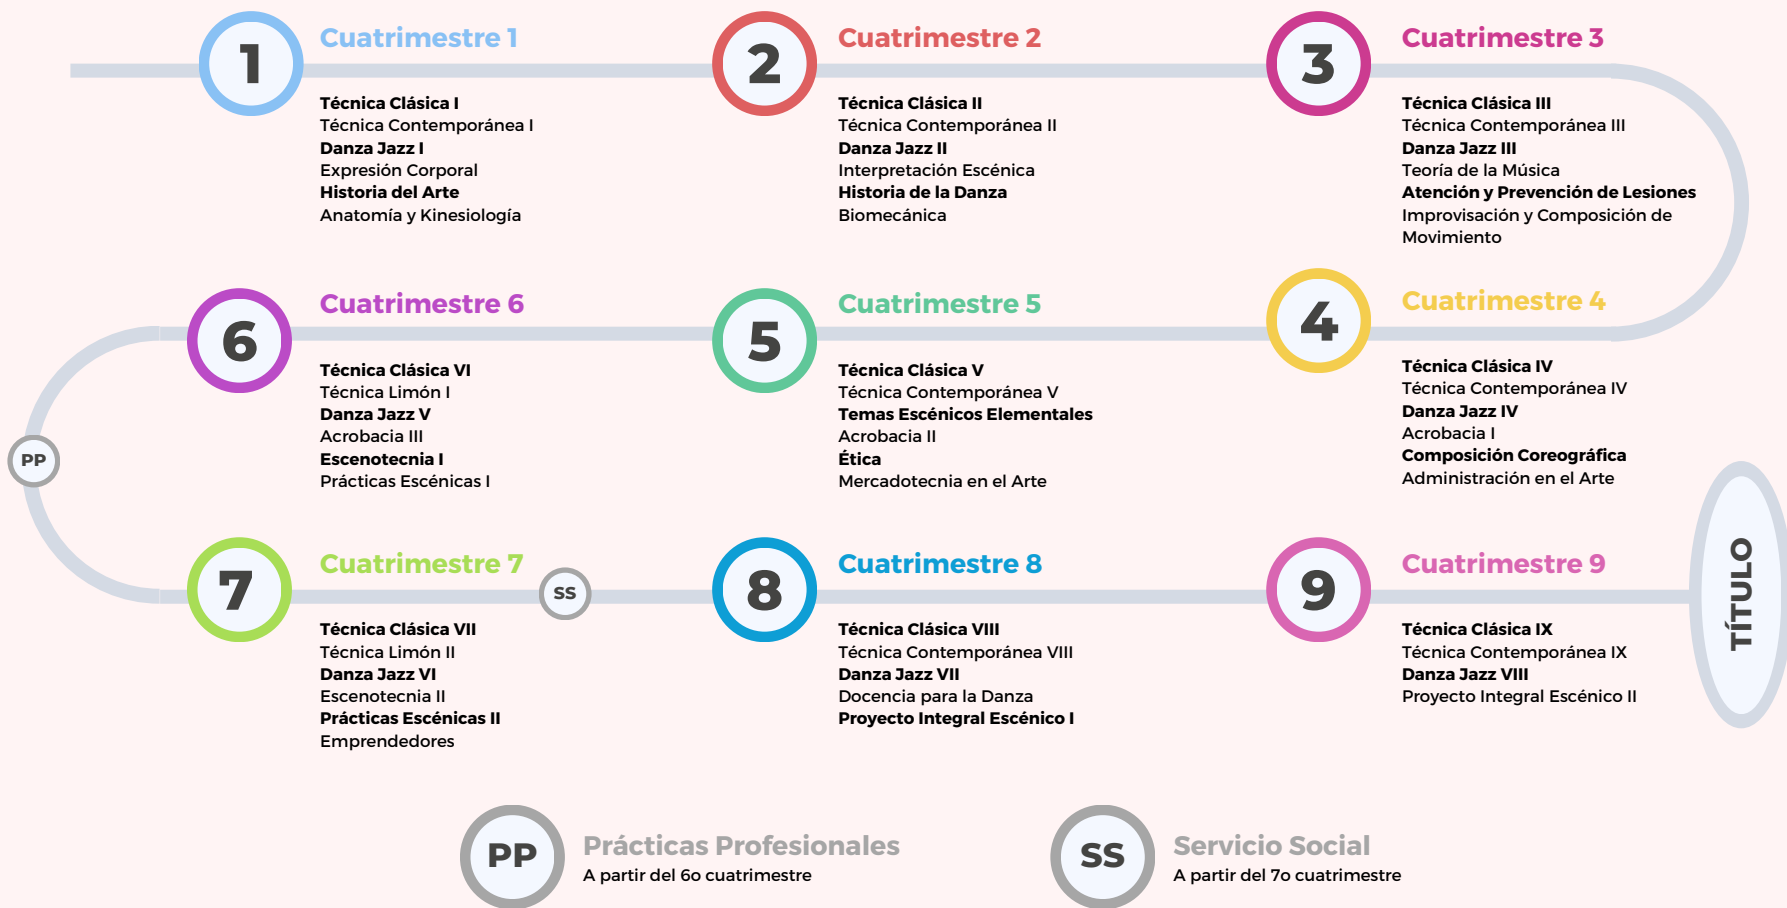 1
Cuatrimestre 1
Técnica Clásica I
Técnica Contemporánea I
Danza Jazz I
Expresión Corporal
Historia del Arte
Anatomía y Kinesiología
2
Cuatrimestre 2
Técnica Clásica II
Técnica Contemporánea II
Danza Jazz II
Interpretación Escénica
Historia de la Danza
Biomecánica
3
Cuatrimestre 3
Técnica Clásica III
Técnica Contemporánea III
Danza Jazz III
Teoría de la Música
Atención y Prevención de Lesiones
Improvisación y Composición de
Movimiento
4
Cuatrimestre 4
Técnica Clásica IV
Técnica Contemporánea IV
Danza Jazz IV
Acrobacia I
Composición Coreográfica
Administración en el Arte
5
Cuatrimestre 5
Técnica Clásica V
Técnica Contemporánea V
Temas Escénicos Elementales
Acrobacia II
Ética
Mercadotecnia en el Arte
6
Cuatrimestre 6
Técnica Clásica VI
Técnica Limón I
Danza Jazz V
Acrobacia III
Escenotecnia I
Prácticas Escénicas I
PP
7
Cuatrimestre 7
Técnica Clásica VII
Técnica Limón II
Danza Jazz VI
Escenotecnia II
Prácticas Escénicas II
Emprendedores
SS
8
Cuatrimestre 8
Técnica Clásica VIII
Técnica Contemporánea VIII
Danza Jazz VII
Docencia para la Danza
Proyecto Integral Escénico I
9
Cuatrimestre 9
Técnica Clásica IX
Técnica Contemporánea IX
Danza Jazz VIII
Proyecto Integral Escénico II
TÍTULO
PP
Prácticas Profesionales
A partir del 6o cuatrimestre
SS
Servicio Social
A partir del 7o cuatrimestre